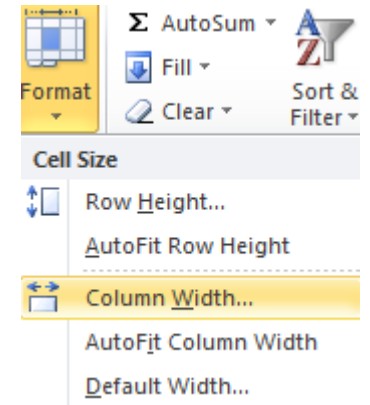 Format
Σ AutoSum
Fill
Clear
AZ
Sort &
Filter
Cell Size
Row Height...
AutoFit Row Height
Column Width...
AutoFit Column Width
Default Width...